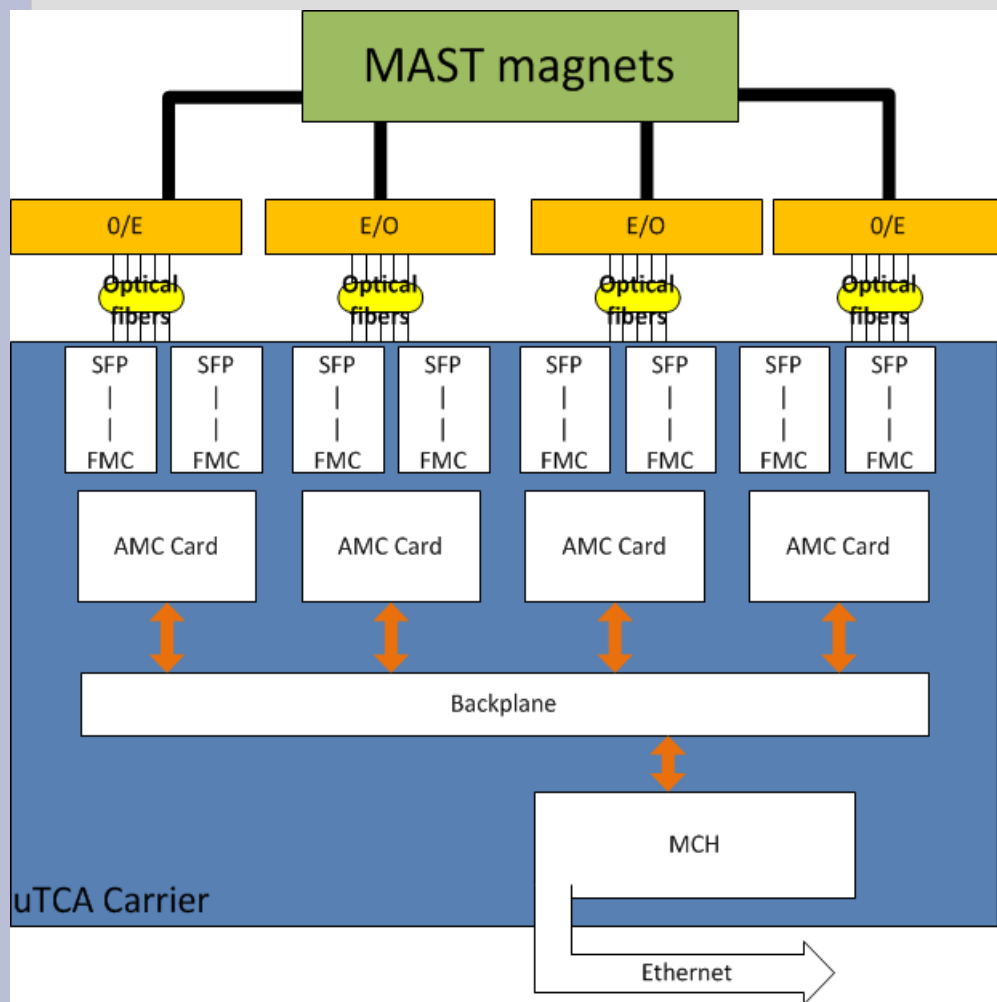 MAST magnets
0/E
E/O
E/O
0/E
Optical
fibers
Optical
fibers
Optical
fibers
Optical
fibers
SFP
FMC
SFP
FMC
SFP
FMC
SFP
FMC
SFP
FMC
SFP
FMC
SFP
FMC
SFP
FMC
AMC Card
AMC Card
AMC Card
AMC Card
Backplane
MCH
uTCA Carrier
Ethernet